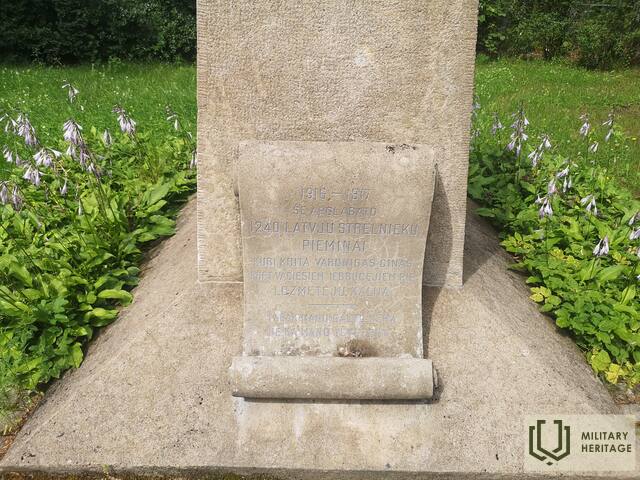 1916 — 1917
ŠE APGLABĀTO
1240 LATVJU STRĒLNIEKU
PIEMIŅAI
KURI KRITA VAROŅĪGĀS CĪŅĀS
PRET VĀCIEŠIEM IEBRUCĒJIEM PIE
LOŽMETĒJU KALNA
MILITARY
HERITAGE